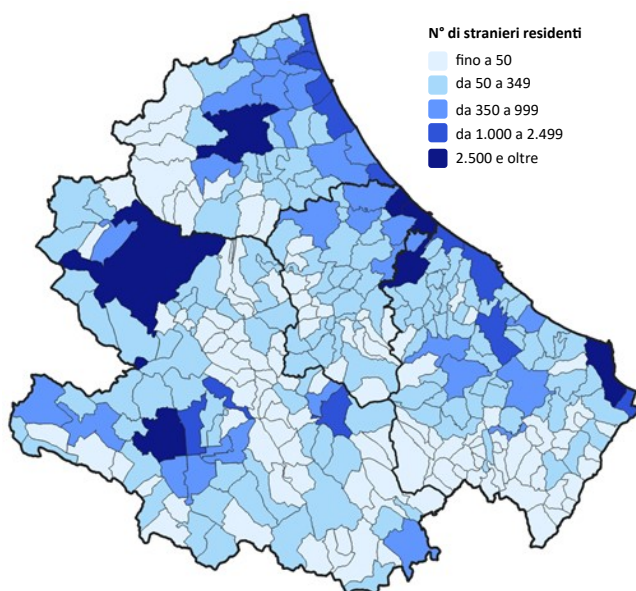 N° di stranieri residenti
fino a 50
da 50 a 349
da 350 a 999
da 1.000 a 2.499
2.500 e oltre